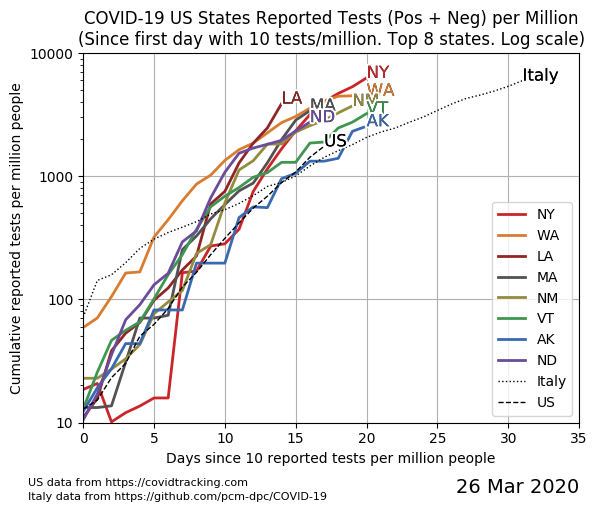 COVID-19 US States Reported Tests (Pos + Neg) per Million
(Since first day with 10 tests/million. Top 8 states. Log scale)
10000
1000
100
10
Cumulative reported tests per million people
NY
WA
LA
MA
NM
ND
VT
AK
US
Italy
NY
WA
LA
MA
NM
VT
AK
ND
Italy
US
0 5 10 15 20 25 30 35
Days since 10 reported tests per million people
US data from https://covidtracking.com
Italy data from https://github.com/pcm-dpc/COVID-19
26 Mar 2020